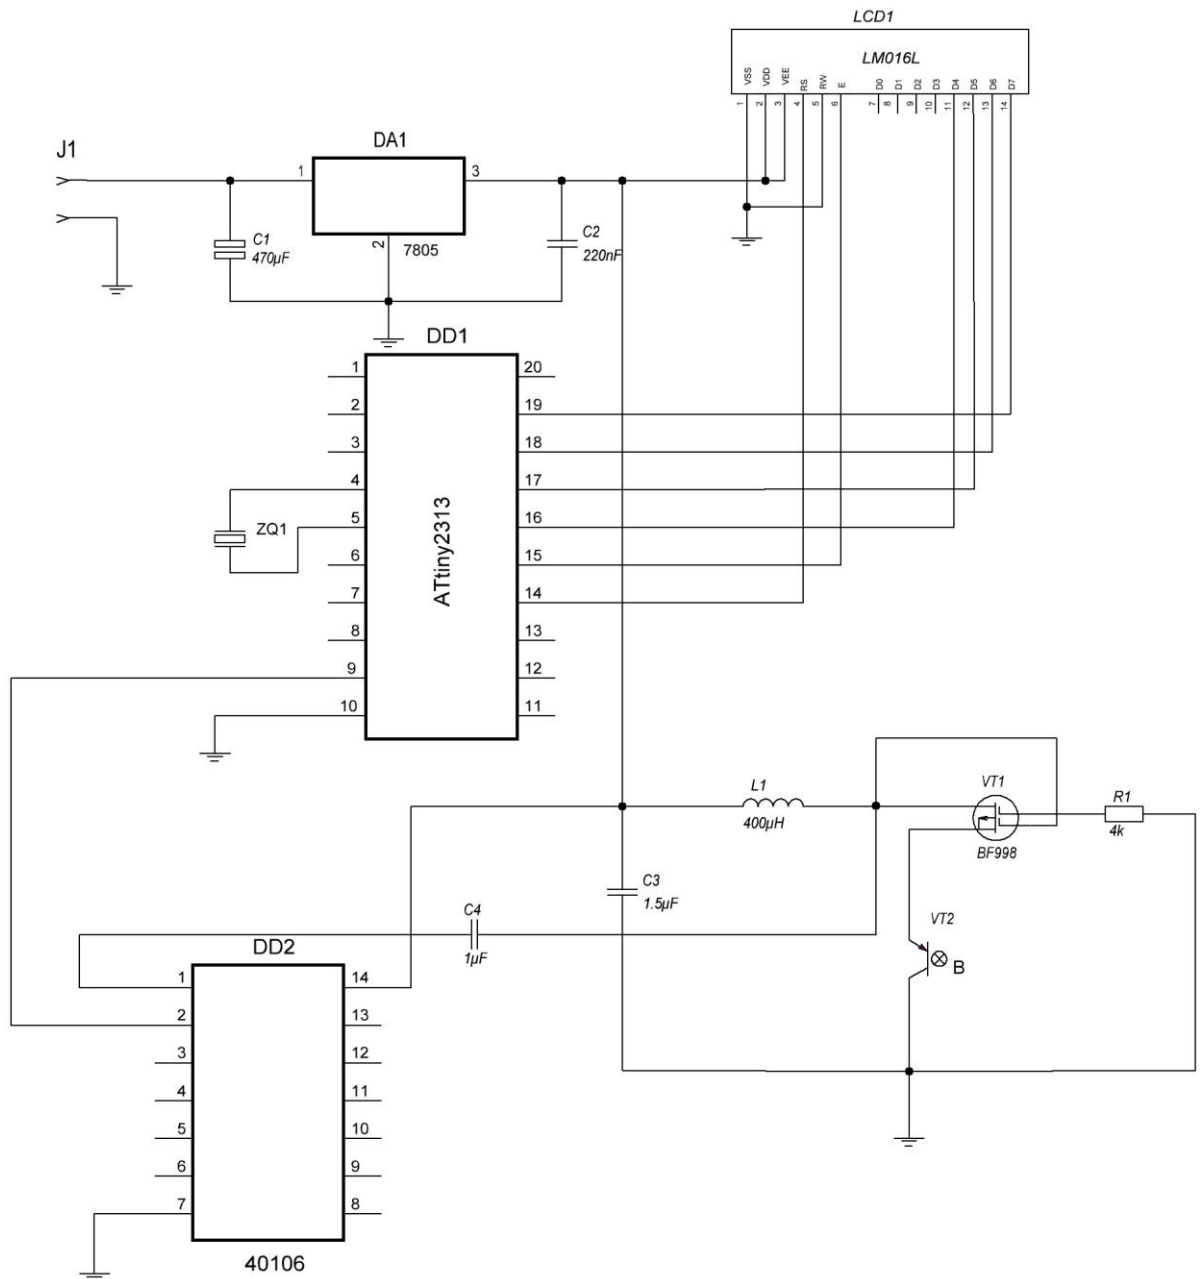 LCD1
LM016L
VSS VDD VEE RS RW E D0 D1 D2 D3 D4 D5 D6 D7
1 2 3 4 5 6 7 8 9 10 11 12 13 14
J1
DA1
1 3
C1
470µF
2
7805
C2
220nF
DD1
1 20
2 19
3 18
4 17
5 16
6 15
7 14
8 13
9 12
10 11
ATtiny2313
ZQ1
L1
400µH
VT1
BF998
R1
4k
C3
1.5µF
C4
1µF
VT2
B
DD2
1 14
2 13
3 12
4 11
5 10
6 9
7 8
40106